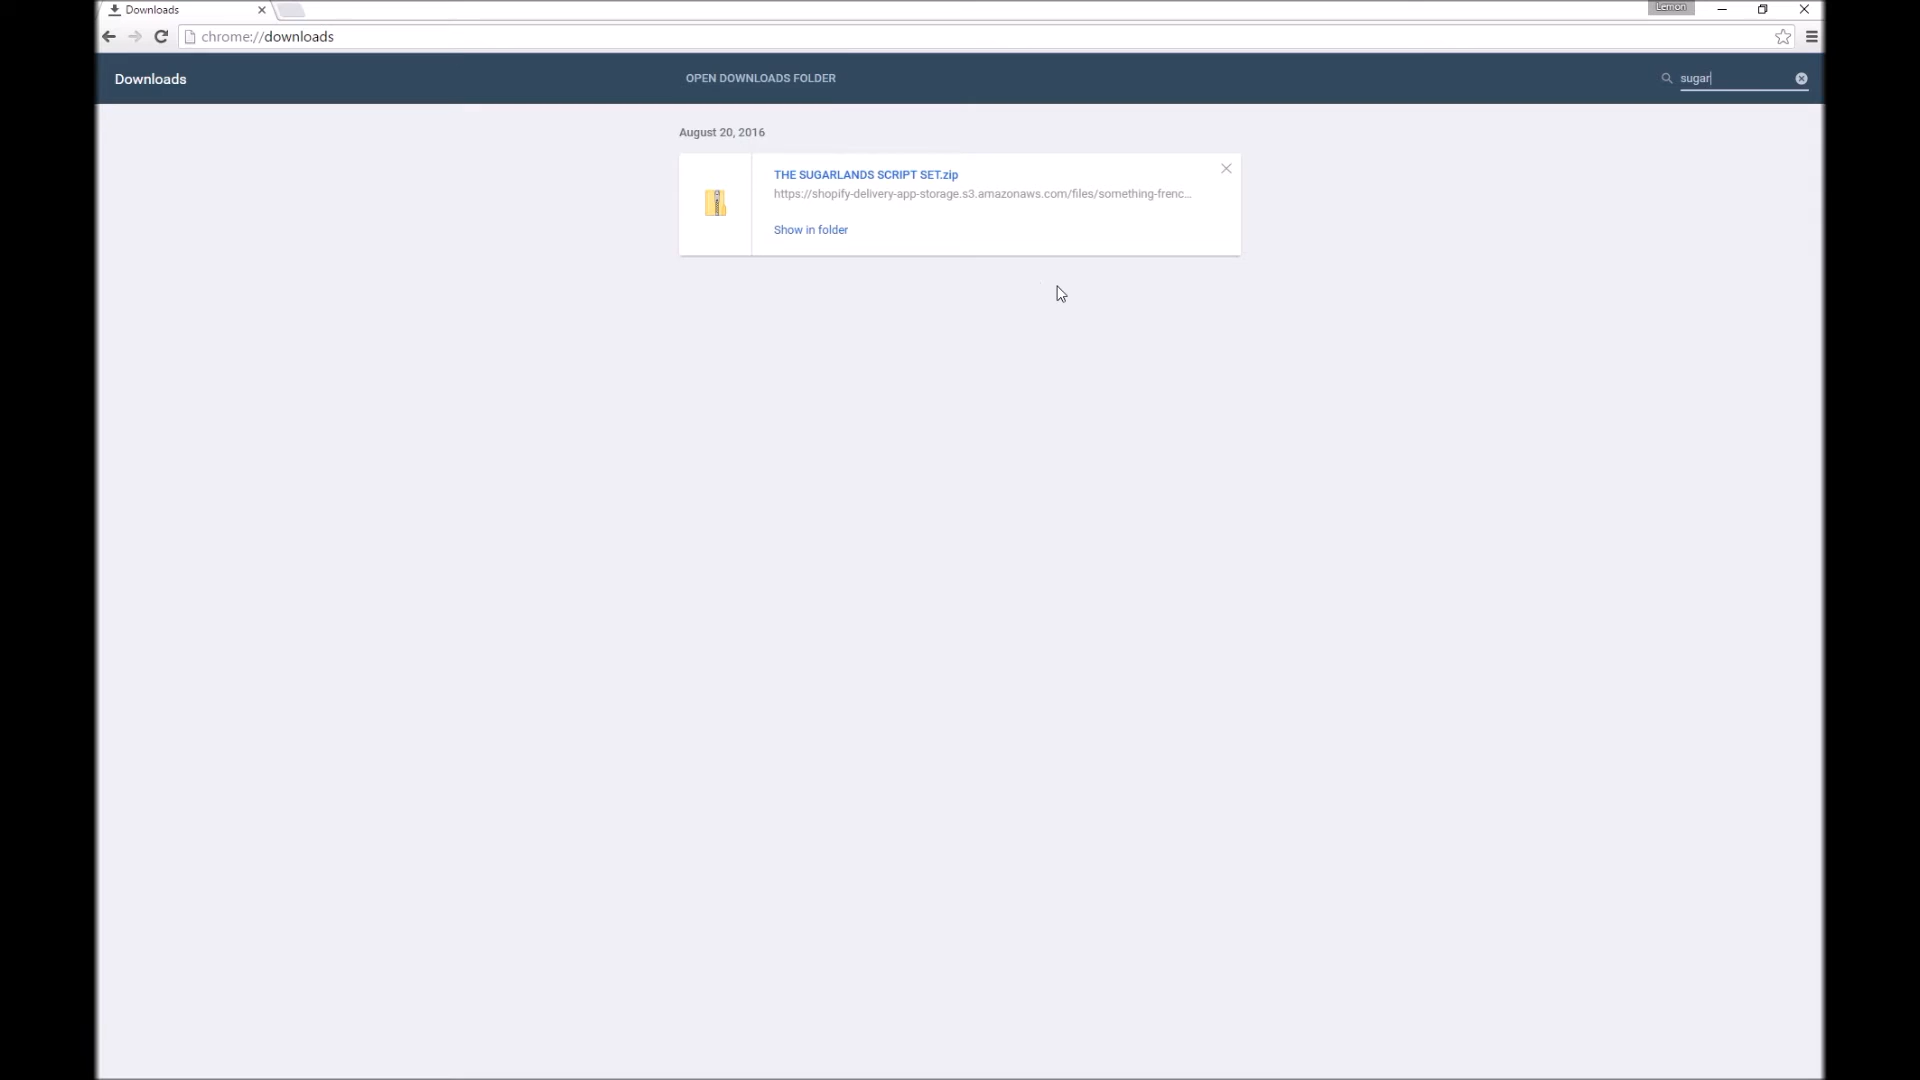 Downloads
Lemon
chrome://downloads
Downloads
OPEN DOWNLOADS FOLDER
sugar
August 20, 2016
THE SUGARLANDS SCRIPT SET.zip
https://shopify-delivery-app-storage.s3.amazonaws.com/files/something-frenc...
Show in folder